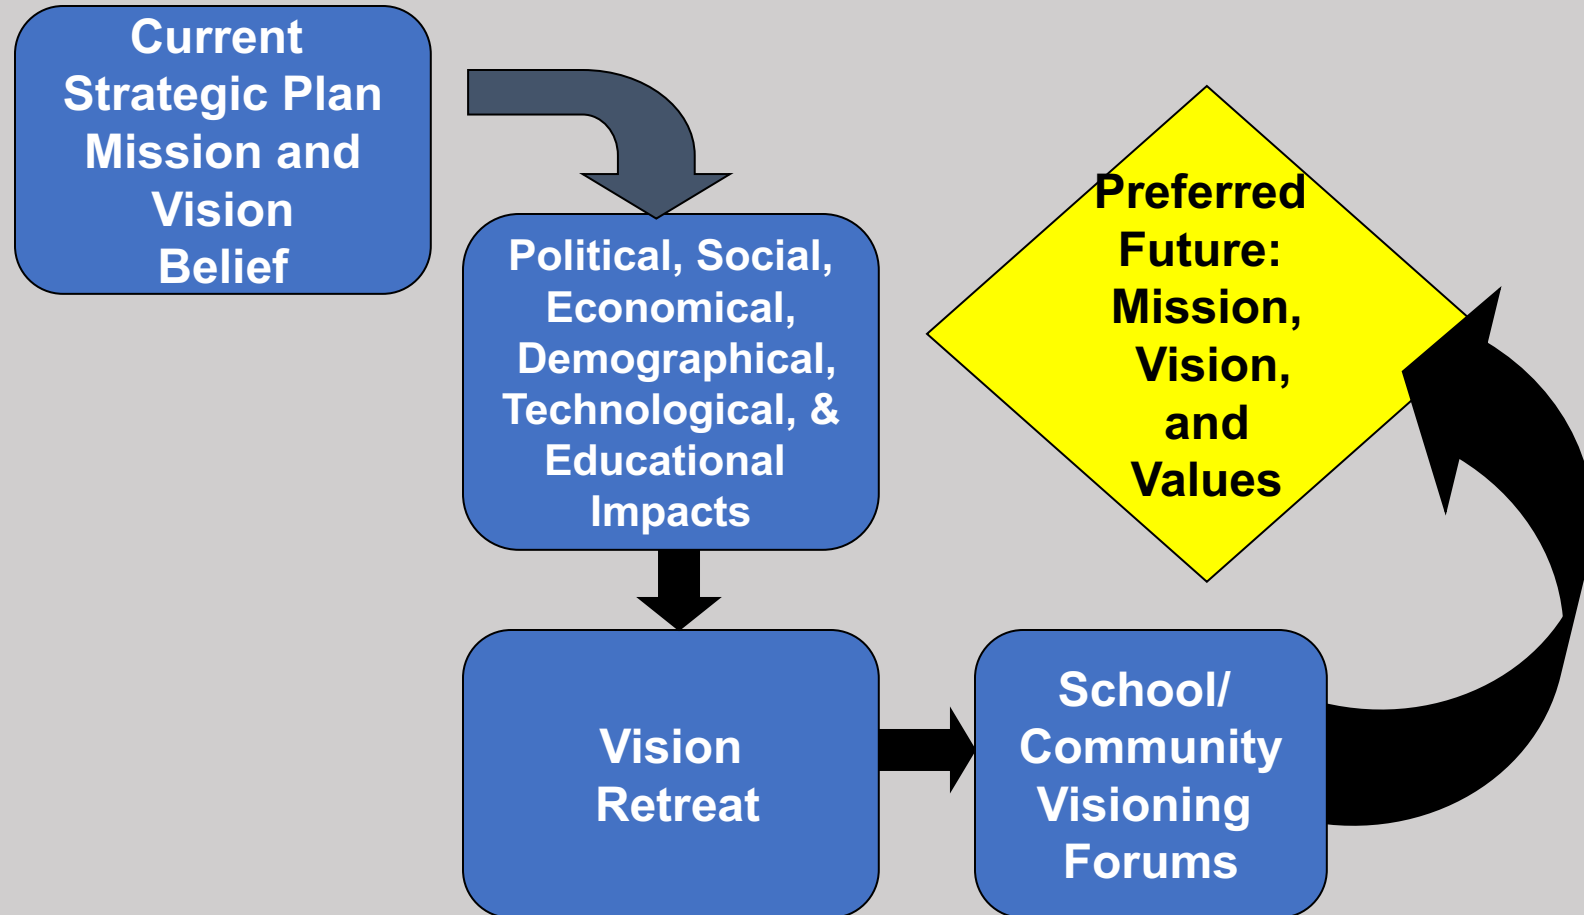 Current
Strategic Plan
Mission and
Vision
Belief
Political, Social,
Economical,
Demographical,
Technological, &
Educational
Impacts
Vision
Retreat
School/
Community
Visioning
Forums
Preferred
Future:
Mission,
Vision,
and
Values